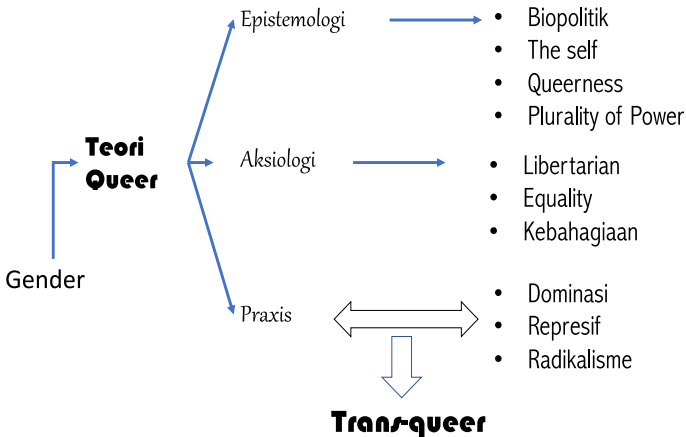 Gender
Teori
Queer
Epistemologi
• Biopolitik
• The self
• Queerness
• Plurality of Power
Aksiologi
• Libertarian
• Equality
• Kebahagiaan
Praxis
• Dominasi
• Represif
• Radikalisme
Trans-queer